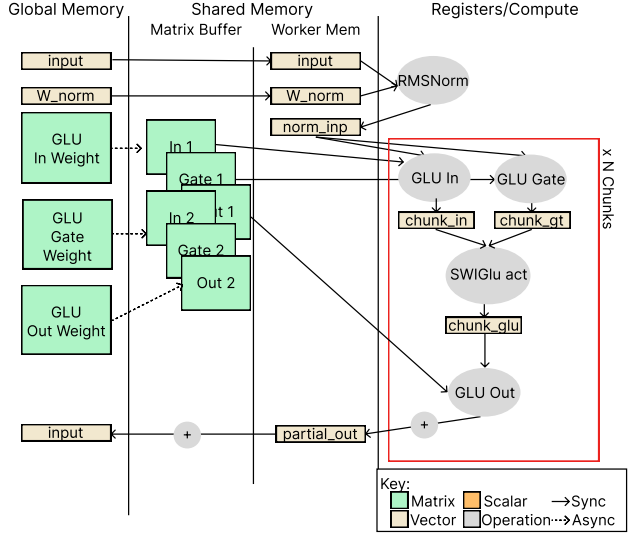 Global Memory
Shared Memory
Registers/Compute
Matrix Buffer
Worker Mem
input
input
RMSNorm
W_norm
W_norm
norm_inp
GLU
In Weight
In 1
Gate 1
GLU In
GLU Gate
x N Chunks
GLU
Gate
Weight
In 2
t 1
chunk_in
chunk_gt
Gate 2
SWIGlu act
Out 2
GLU
Out Weight
chunk_glu
GLU Out
input
+
partial_out
+
Key:
Matrix
Scalar
Sync
Vector
Operation
Async